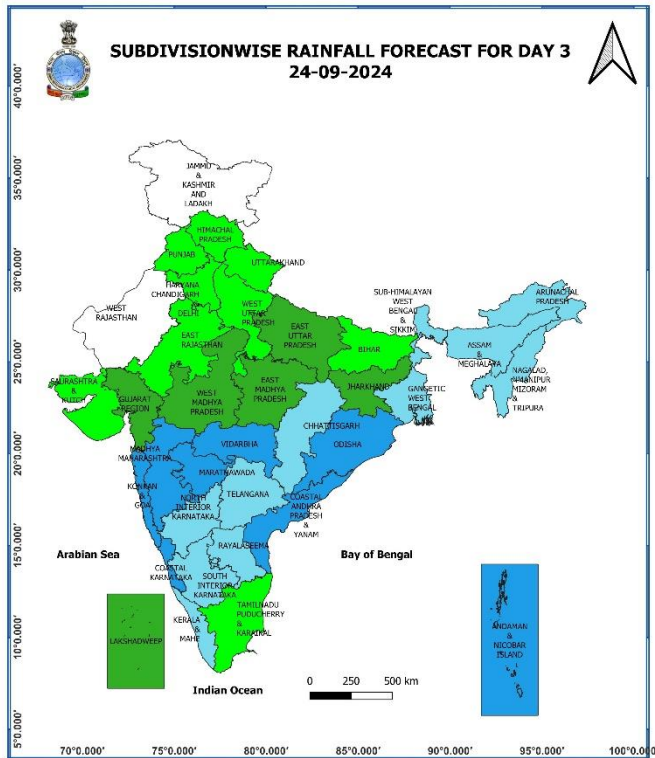 SUBDIVISIONWISE RAINFALL FORECAST FOR DAY 3
24-09-2024
40°0.000'
35°0.000'
30°0.000'
25°0.000'
20°0.000'
15°0.000'
10°0.000'
5°0.000'
JAMMU
&
KASHMIR
AND
LADAKH
HIMACHAL
PRADESH
PUNJAB
UTTARAKHAND
HARYANA
CHANDIGARH
&
DELHI
WEST
RAJASTHAN
WEST
UTTAR
PRADESH
EAST
RAJASTHAN
EAST
UTTAR
PRADESH
SUB-HIMALAYAN
WEST
BENGAL
&
SIKKIM
ARUNACHAL
PRADESH
ASSAM
&
MEGHALAYA
NAGALAD,
MANIPUR
MIZORAM
&
TRIPURA
BIHAR
SAURASHTRA
&
KUTCH
GUJARAT
REGION
WEST
MADHYA
PRADESH
EAST
MADHYA
PRADESH
JHARKHAND
GANGETIC
WEST
BENGAL
CHHATTISGARH
ODISHA
MADHYA
MAHARASHTRA
VIDARBHA
MARATHAWADA
KONKAN
&
GOA
NORTH
INTERIOR
KARNATAKA
TELANGANA
COASTAL
ANDHRA
PRADESH
&
YANAM
RAYALASEEMA
Arabian Sea
Bay of Bengal
COASTAL
KARNATAKA
SOUTH
INTERIOR
KARNATAKA
KERALA
&
MAHE
TAMILNADU
PUDUCHERRY
&
KARAIKAL
LAKSHADWEEP
ANDAMAN
&
NICOBAR
ISLAND
Indian Ocean
0 250 500 km
70°0.000' 75°0.000' 80°0.000' 85°0.000' 90°0.000' 95°0.000' 100°0.000'